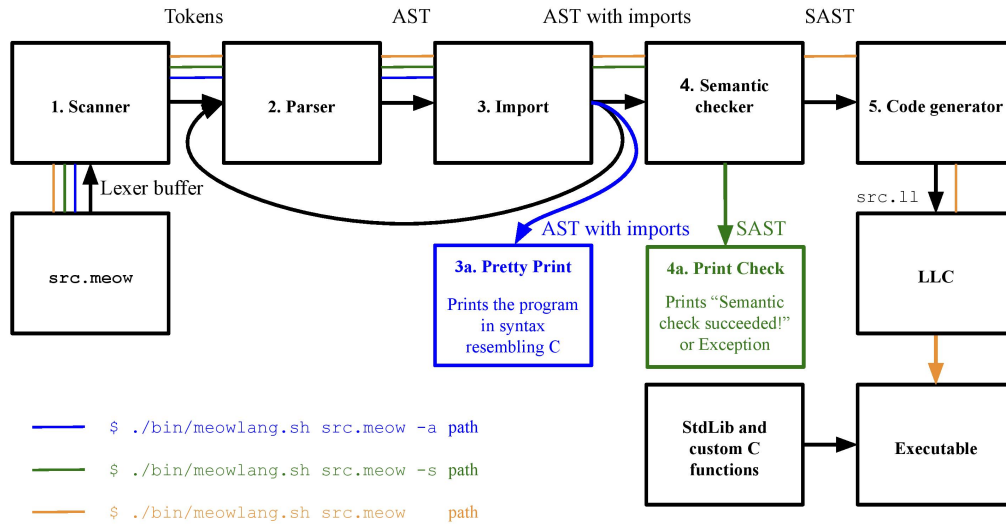 Tokens
AST
AST with imports
SAST
1. Scanner
2. Parser
3. Import
4. Semantic
checker
5. Code generator
Lexer buffer
src.ll
src.meow
AST with imports
SAST
3a. Pretty Print
Prints the program
in syntax
resembling C
4a. Print Check
Prints “Semantic
check succeeded!”
or Exception
LLC
StdLib and
custom C
functions
Executable
$ ./bin/meowlang.sh src.meow -a path
$ ./bin/meowlang.sh src.meow -s path
$ ./bin/meowlang.sh src.meow path